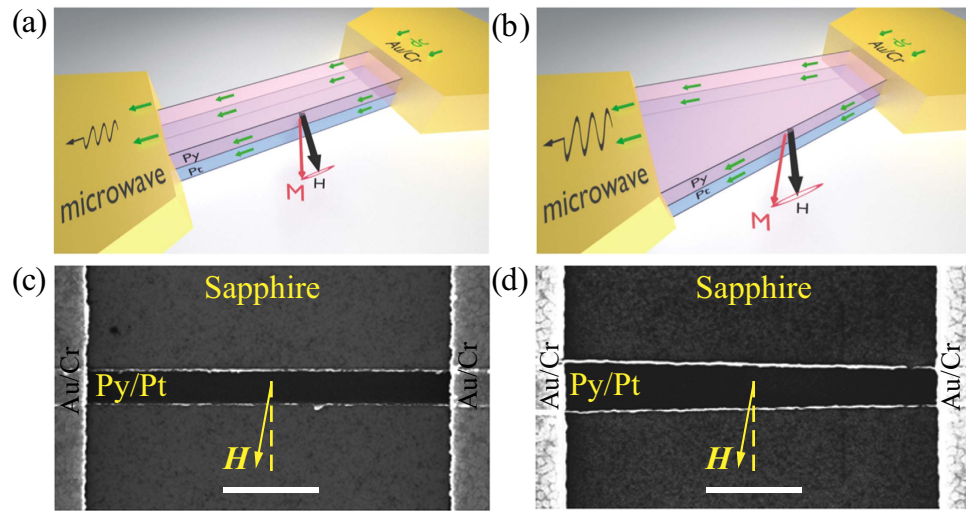 (a)
Au/Cr
microwave
Py
Pt
M
H
(b)
Au/Cr
microwave
Py
Pt
M
H
(c)
Sapphire
Au/Cr
Py/Pt
Au/Cr
H
(d)
Sapphire
Au/Cr
Py/Pt
Au/Cr
H